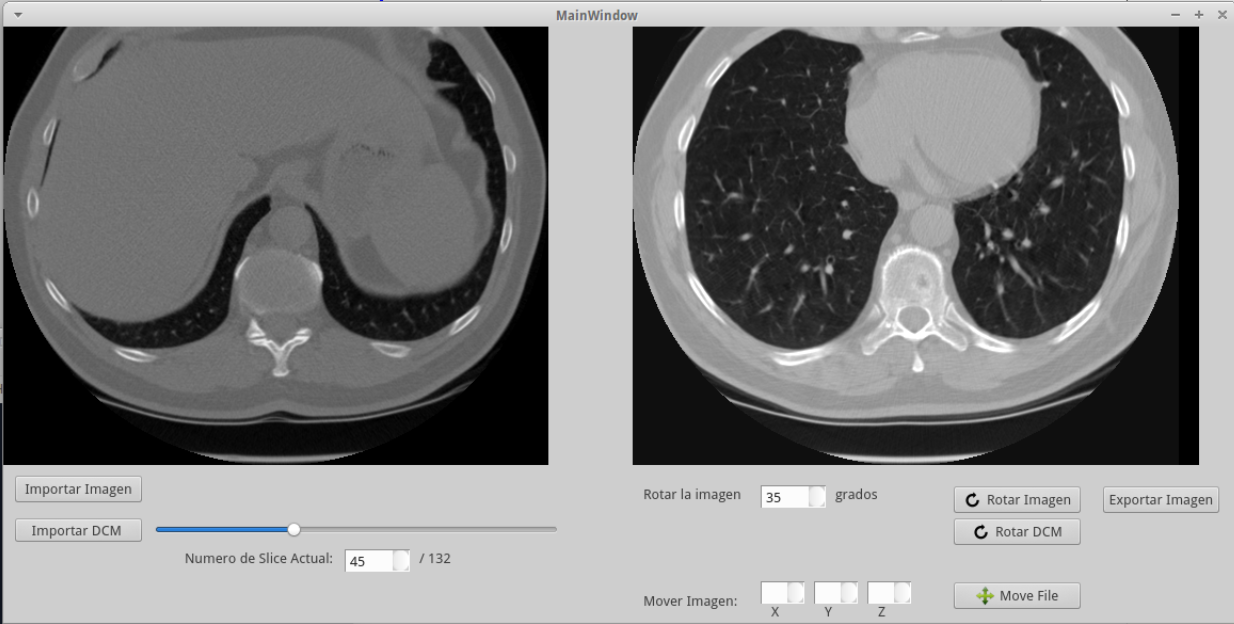 MainWindow
Importar Imagen
Importar DCM
Numero de Slice Actual: 45 / 132
Rotar la imagen 35 grados
Rotar Imagen
Exportar Imagen
Rotar DCM
Mover Imagen:
X Y Z
Move File